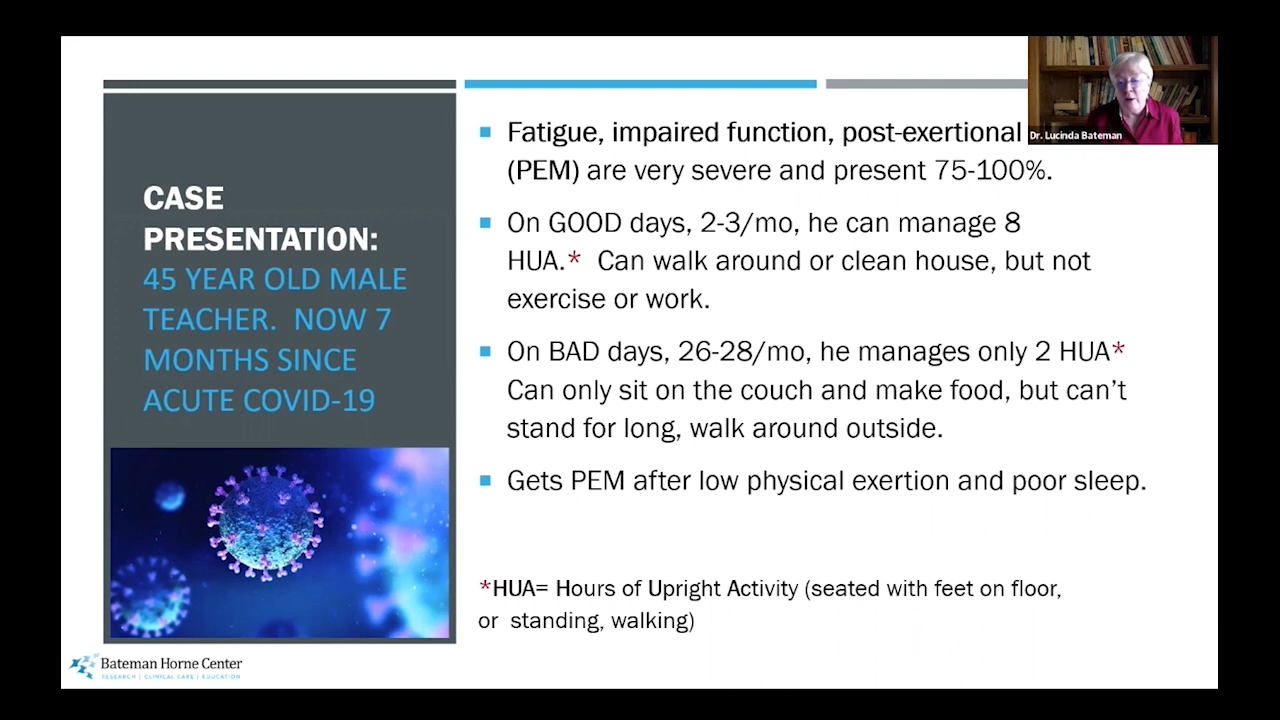 CASE
PRESENTATION:
45 YEAR OLD MALE
TEACHER. NOW 7
MONTHS SINCE
ACUTE COVID-19
Fatigue, impaired function, post-exertional
(PEM) are very severe and present 75-100%.
On GOOD days, 2-3/mo, he can manage 8
HUA.* Can walk around or clean house, but not
exercise or work.
On BAD days, 26-28/mo, he manages only 2 HUA*
Can only sit on the couch and make food, but can’t
stand for long, walk around outside.
Gets PEM after low physical exertion and poor sleep.
*HUA= Hours of Upright Activity (seated with feet on floor,
or standing, walking)
Dr. Lucinda Bateman
Bateman Horne Center
RESEARCH | CLINICAL CARE | EDUCATION